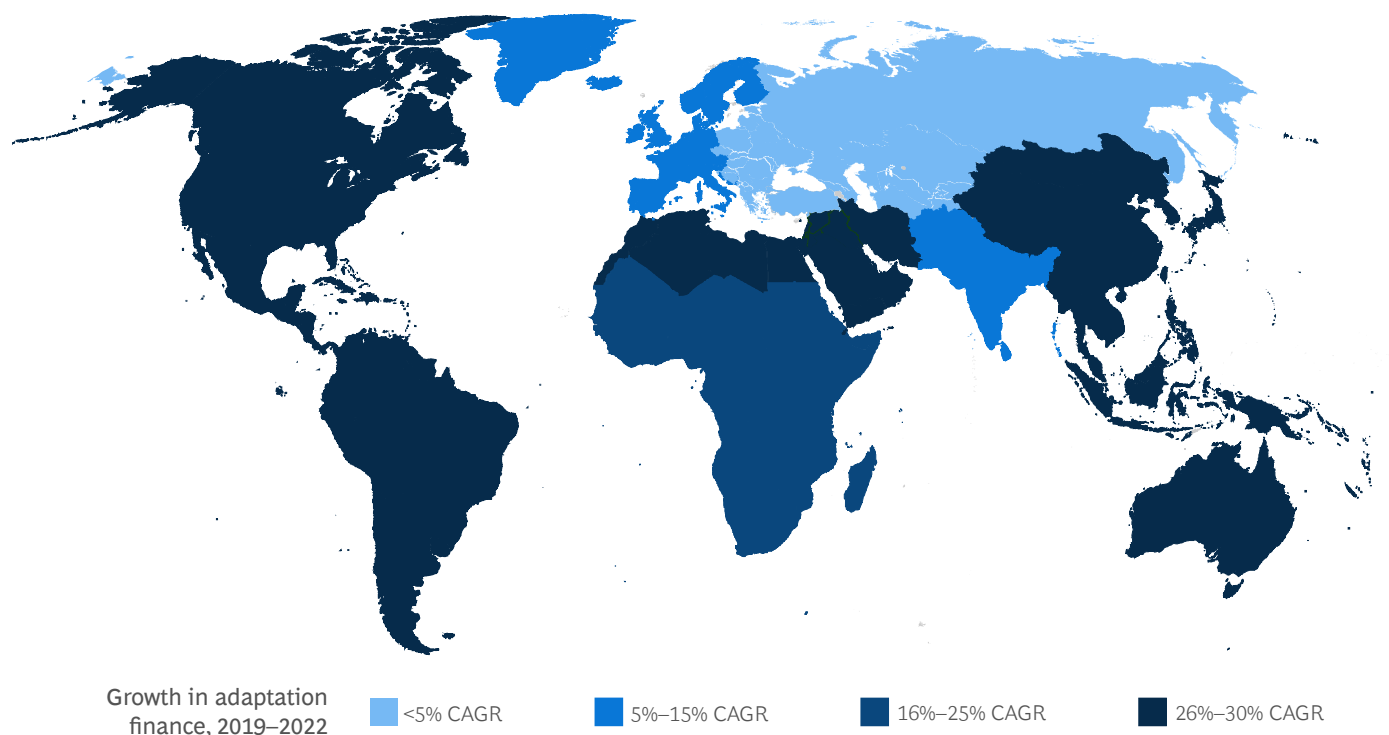 Growth in adaptation
finance, 2019–2022
<5% CAGR
5%–15% CAGR
16%–25% CAGR
26%–30% CAGR